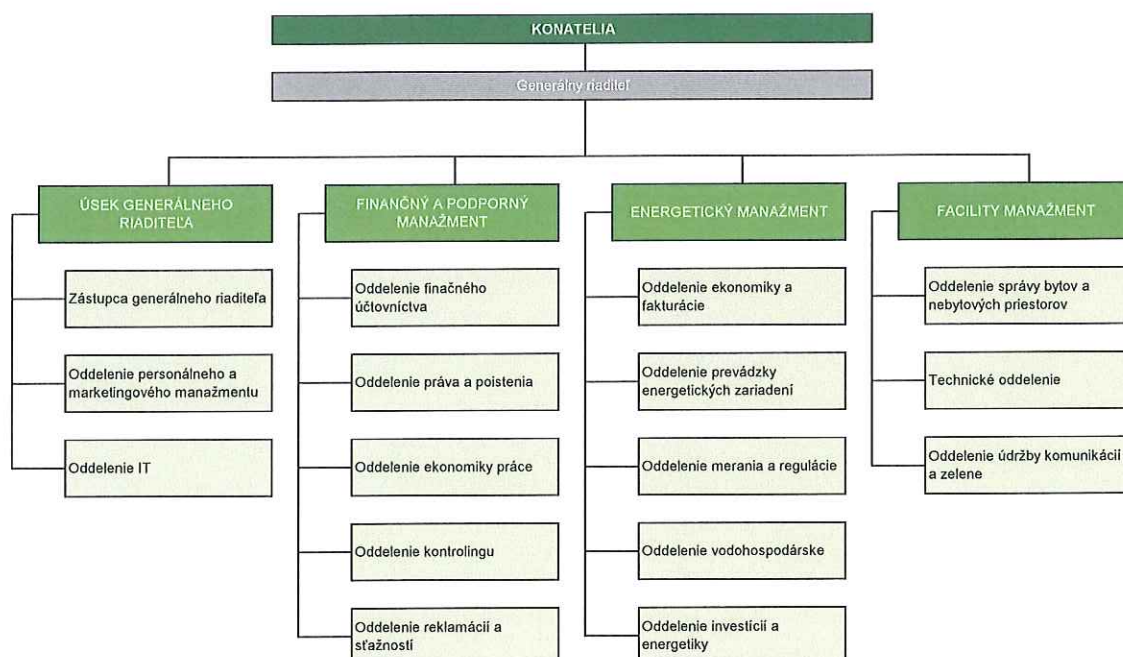 KONATELIA
Generálny riaditeľ
ÚSEK GENERÁLNEHO
RIADITEĽA
Zástupca generálneho riaditeľa
Oddelenie personálneho a
marketingového manažmentu
Oddelenie IT
FINANČNÝ A PODPORNÝ
MANAŽMENT
Oddelenie finačného
účtovníctva
Oddelenie práva a poistenia
Oddelenie ekonomiky práce
Oddelenie kontrolingu
Oddelenie reklamácií a
sťažností
ENERGETICKÝ MANAŽMENT
Oddelenie ekonomiky a
fakturácie
Oddelenie prevádzky
energetických zariadení
Oddelenie merania a regulácie
Oddelenie vodohospodárske
Oddelenie investícií a
energetiky
FACILITY MANAŽMENT
Oddelenie správy bytov a
nebytových priestorov
Technické oddelenie
Oddelenie údržby komunikácií
a zelene